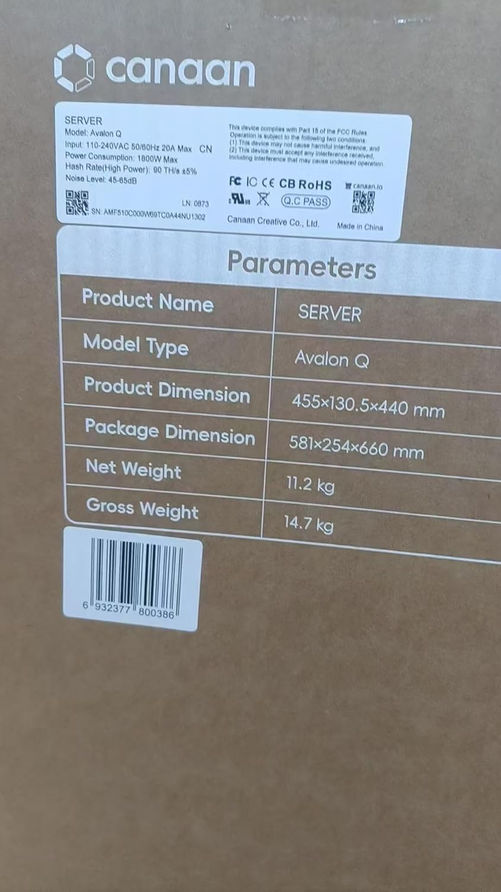 canaan
SERVER
Model: Avalon Q
Input: 110-240VAC 50/60Hz 20A Max CN
Power Consumption: 1800W Max
Hash Rate(High Power): 90 TH/s ±5%
Noise Level: 45-65dB
LN: 0873
SN: AMF510C000W69TC0A44NU1302
This device complies with Part 15 of the FCC Rules
Operation is subject to the following two conditions:
(1) This device may not cause harmful interference, and
(2) This device must accept any interference received,
including interference that may cause undesired operation.
FC IC CE CB RoHS
canaan.io
Q.C PASS
Canaan Creative Co., Ltd. Made in China
Parameters
Product Name SERVER
Model Type Avalon Q
Product Dimension 455×130.5×440 mm
Package Dimension 581×254×660 mm
Net Weight 11.2 kg
Gross Weight 14.7 kg
6 932377 800386